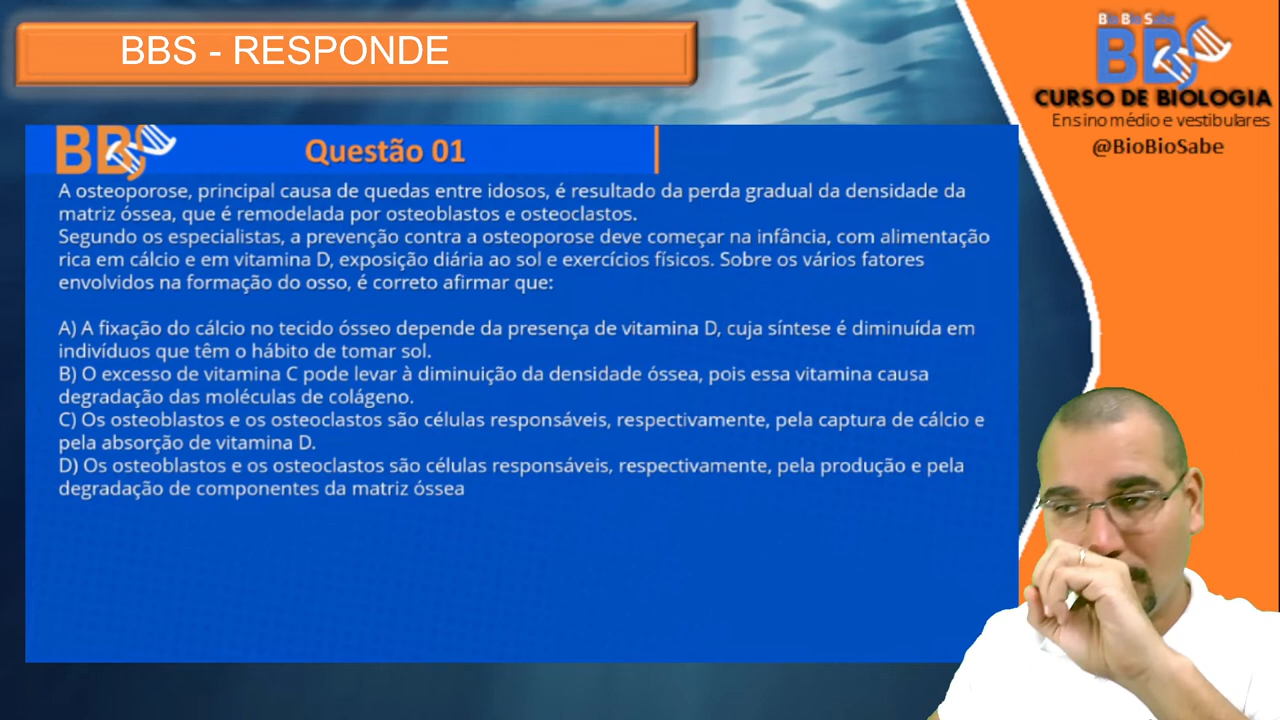 BBS - RESPONDE
Bio Bio Sabe
BBS
CURSO DE BIOLOGIA
Ensino médio e vestibulares
@BioBioSabe
BBS
Questão 01
A osteoporose, principal causa de quedas entre idosos, é resultado da perda gradual da densidade da
matriz óssea, que é remodelada por osteoblastos e osteoclastos.
Segundo os especialistas, a prevenção contra a osteoporose deve começar na infância, com alimentação
rica em cálcio e em vitamina D, exposição diária ao sol e exercícios físicos. Sobre os vários fatores
envolvidos na formação do osso, é correto afirmar que:
A) A fixação do cálcio no tecido ósseo depende da presença de vitamina D, cuja síntese é diminuída em
indivíduos que têm o hábito de tomar sol.
B) O excesso de vitamina C pode levar à diminuição da densidade óssea, pois essa vitamina causa
degradação das moléculas de colágeno.
C) Os osteoblastos e os osteoclastos são células responsáveis, respectivamente, pela captura de cálcio e
pela absorção de vitamina D.
D) Os osteoblastos e os osteoclastos são células responsáveis, respectivamente, pela produção e pela
degradação de componentes da matriz óssea